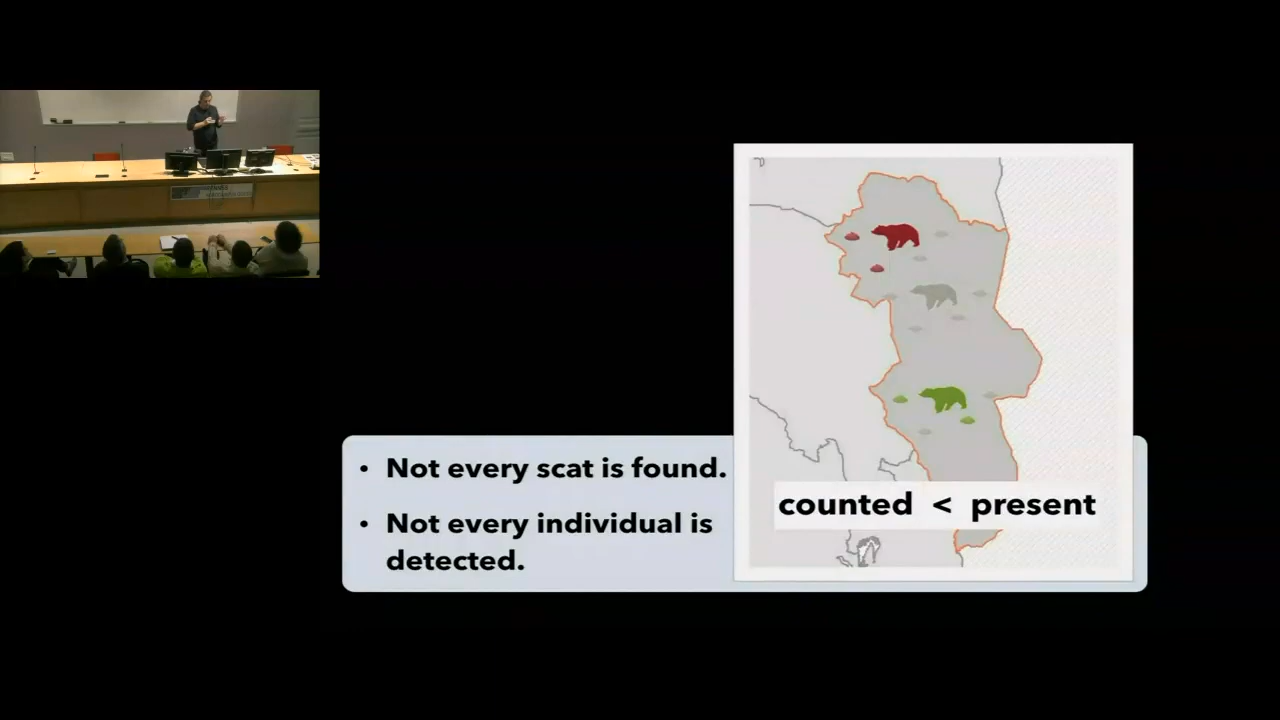 • Not every scat is found.
• Not every individual is
detected.
counted < present